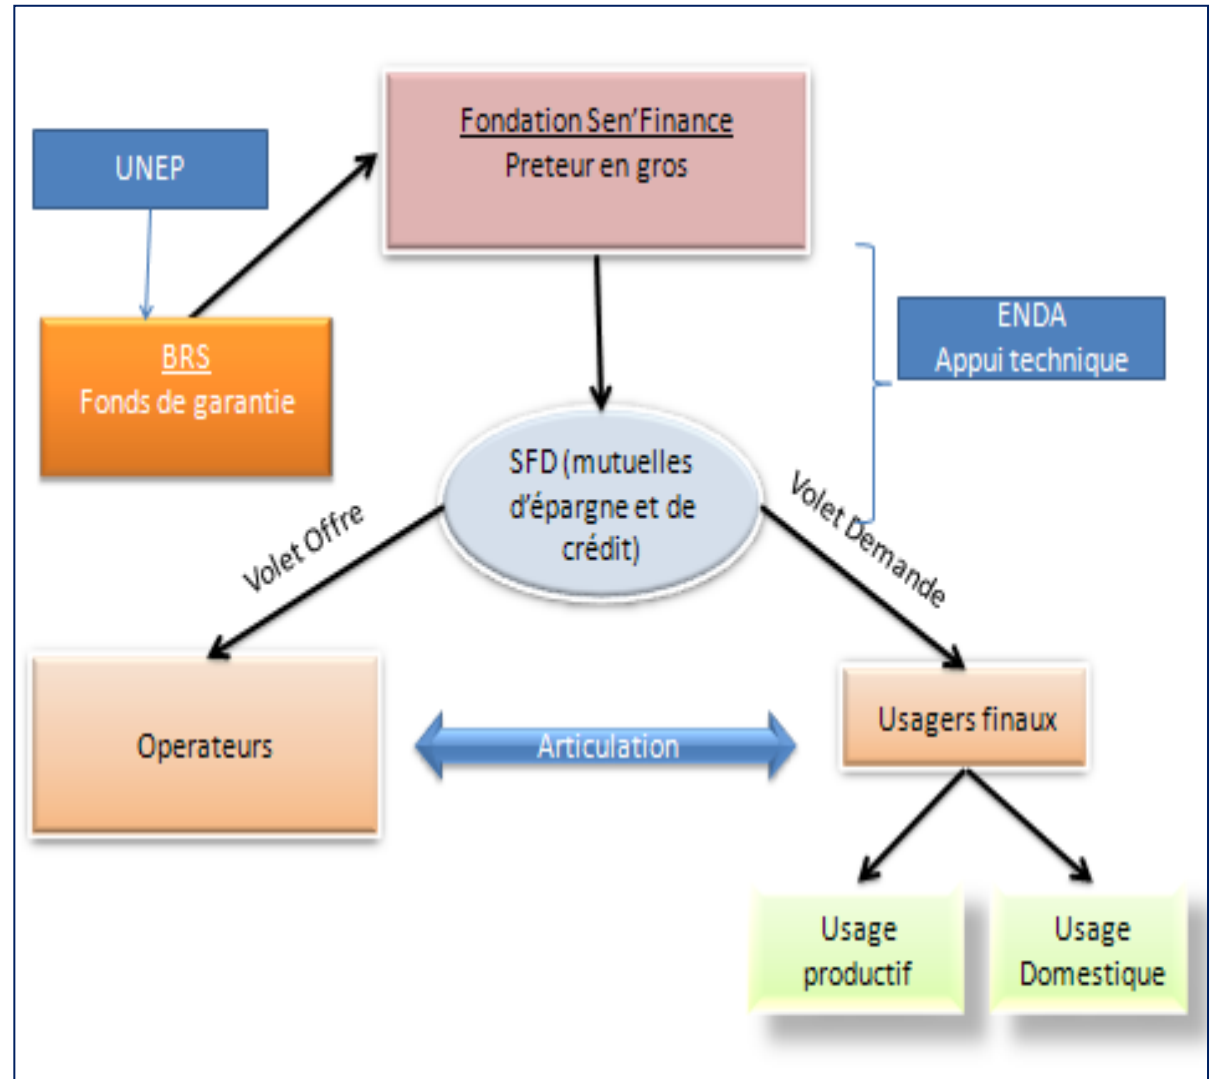 Fondation Sen'Finance
Preteur en gros
UNEP
ENDA
Appui technique
BRS
Fonds de garantie
SFD (mutuelles
d'épargne et de
crédit)
Volet Offre
Volet Demande
Operateurs
Articulation
Usagers finaux
Usage
productif
Usage
Domestique